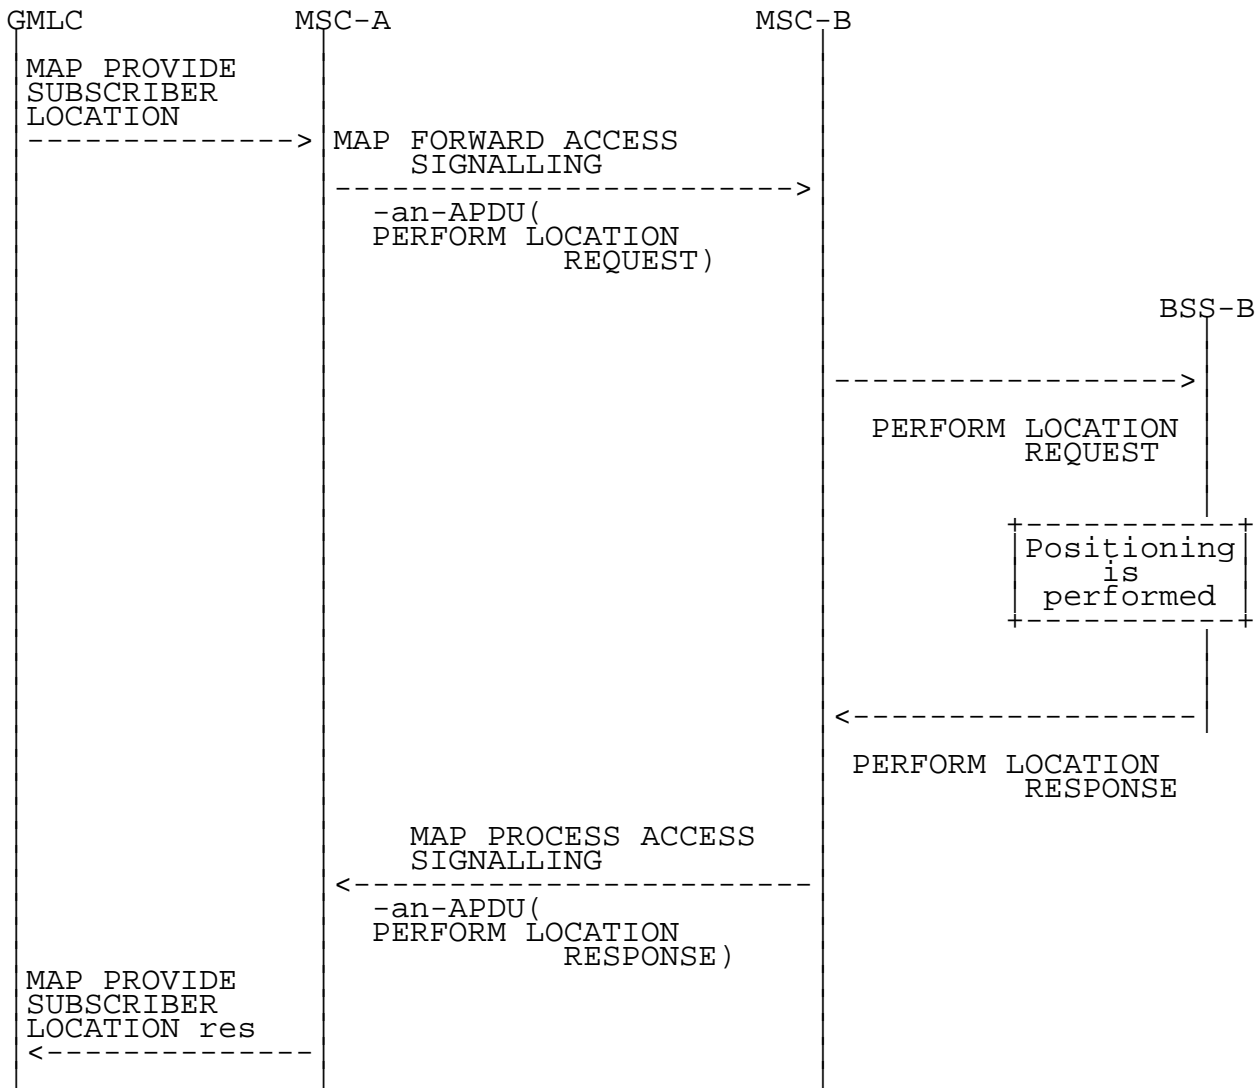 GMLC MSC-A MSC-B
MAP PROVIDE
SUBSCRIBER
LOCATION
MAP FORWARD ACCESS
SIGNALLING
-an-APDU(
PERFORM LOCATION
REQUEST)
BSS-B
PERFORM LOCATION
REQUEST
Positioning
is
performed
PERFORM LOCATION
RESPONSE
MAP PROCESS ACCESS
SIGNALLING
-an-APDU(
PERFORM LOCATION
RESPONSE)
MAP PROVIDE
SUBSCRIBER
LOCATION res